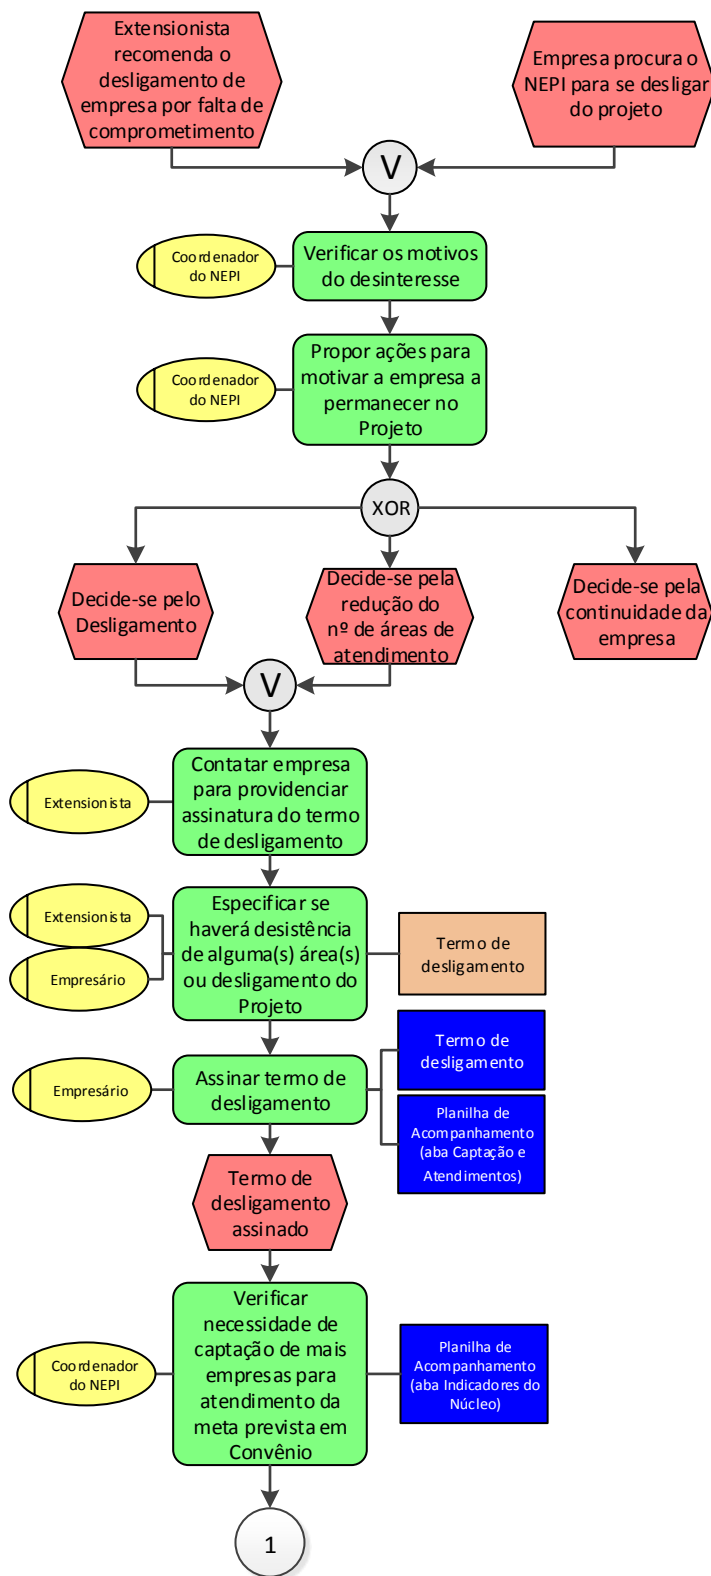 Extensionista
recomenda o
desligamento de
empresa por falta de
comprometimento
Empresa procura o
NEPI para se desligar
do projeto
V
Coordenador
do NEPI
Verificar os motivos
do desinteresse
Coordenador
do NEPI
Propor ações para
motivar a empresa a
permanecer no
Projeto
XOR
Decide-se pelo
Desligamento
Decide-se pela
redução do
nº de áreas de
atendimento
Decide-se pela
continuidade da
empresa
V
Extensionista
Contatar empresa
para providenciar
assinatura do termo
de desligamento
Extensionista
Empresário
Especificar se
haverá desistência
de alguma(s) área(s)
ou desligamento do
Projeto
Termo de
desligamento
Empresário
Assinar termo de
desligamento
Termo de
desligamento
Planilha de
Acompanhamento
(aba Captação e
Atendimentos)
Termo de
desligamento
assinado
Coordenador
do NEPI
Verificar
necessidade de
captação de mais
empresas para
atendimento da
meta prevista em
Convênio
Planilha de
Acompanhamento
(aba Indicadores do
Núcleo)
1